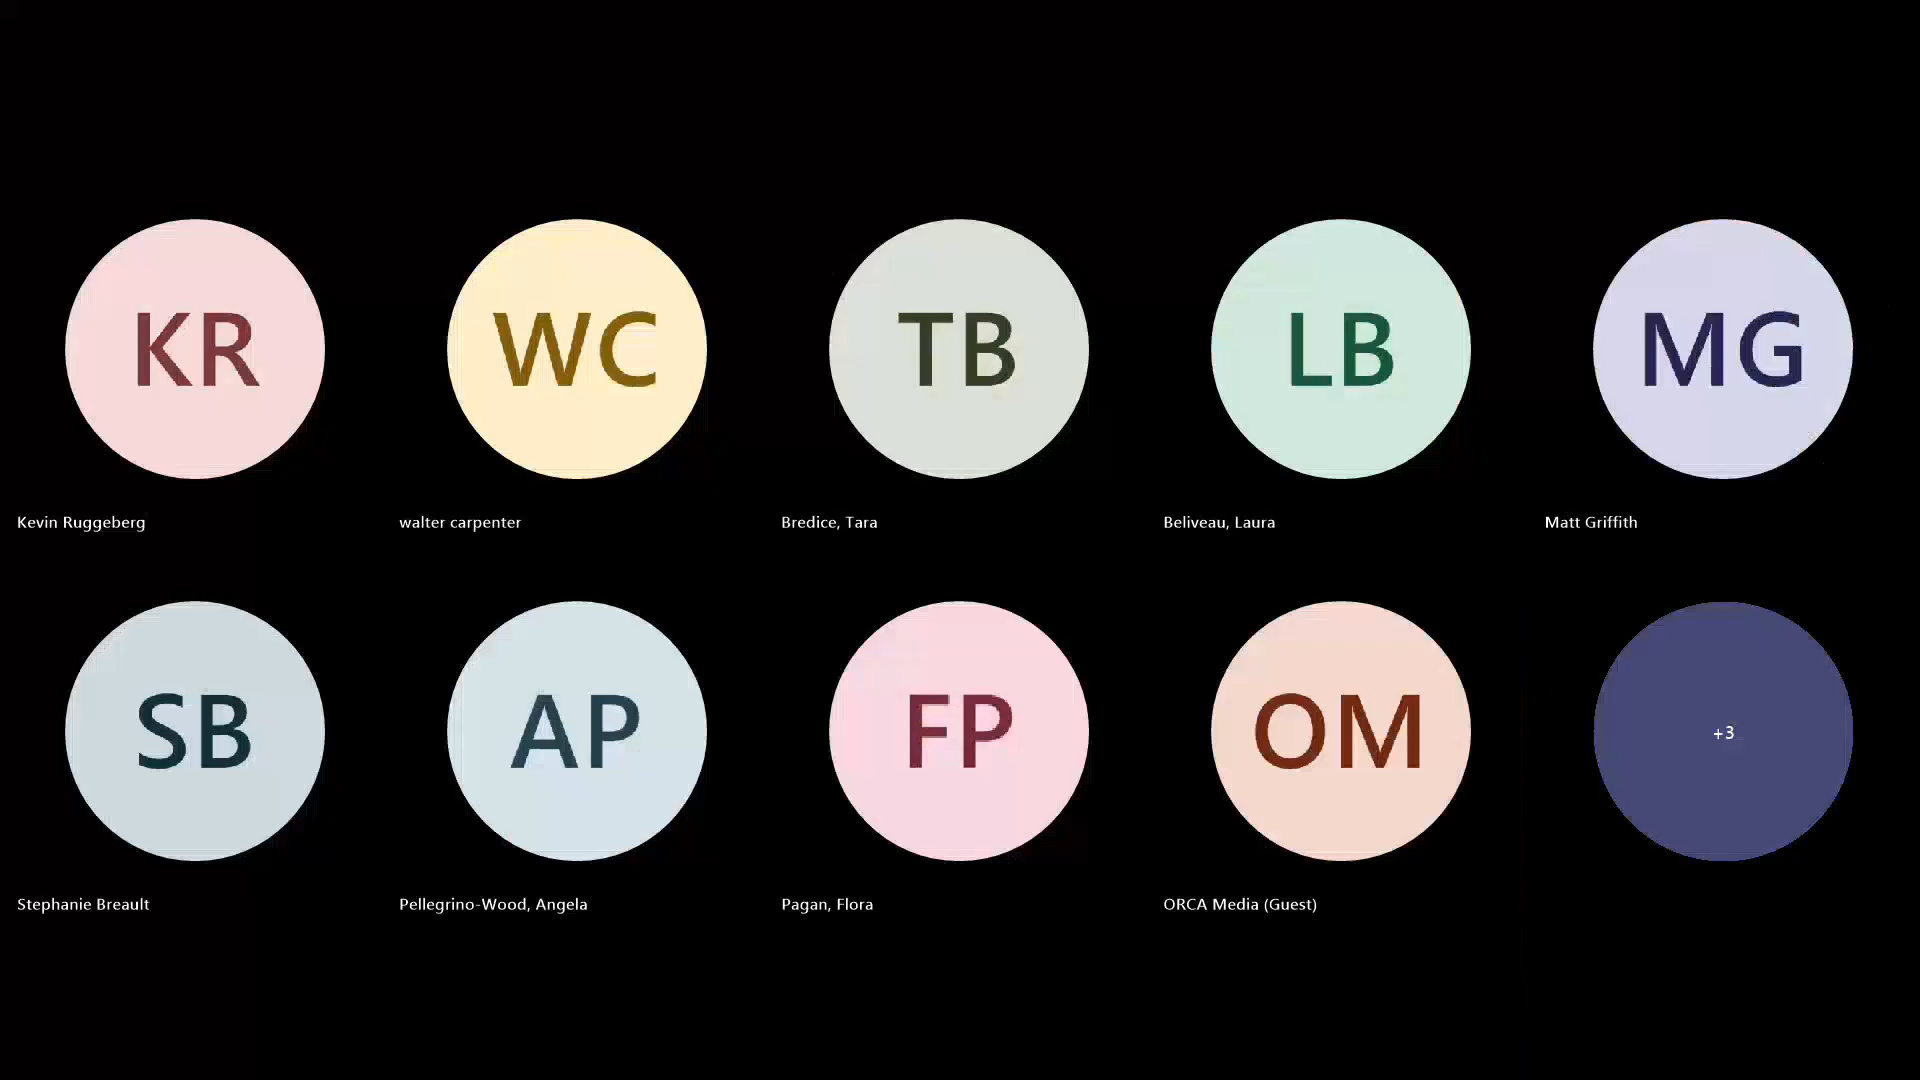 KR
WC
TB
LB
MG
Kevin Ruggeberg
walter carpenter
Bredice, Tara
Beliveau, Laura
Matt Griffith
SB
AP
FP
OM
+3
Stephanie Breault
Pellegrino-Wood, Angela
Pagan, Flora
ORCA Media (Guest)